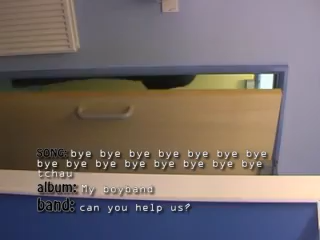 SONG: bye bye bye bye bye bye bye
bye bye bye bye bye bye bye bye
tchau
album: My boyband
band: can you help us?